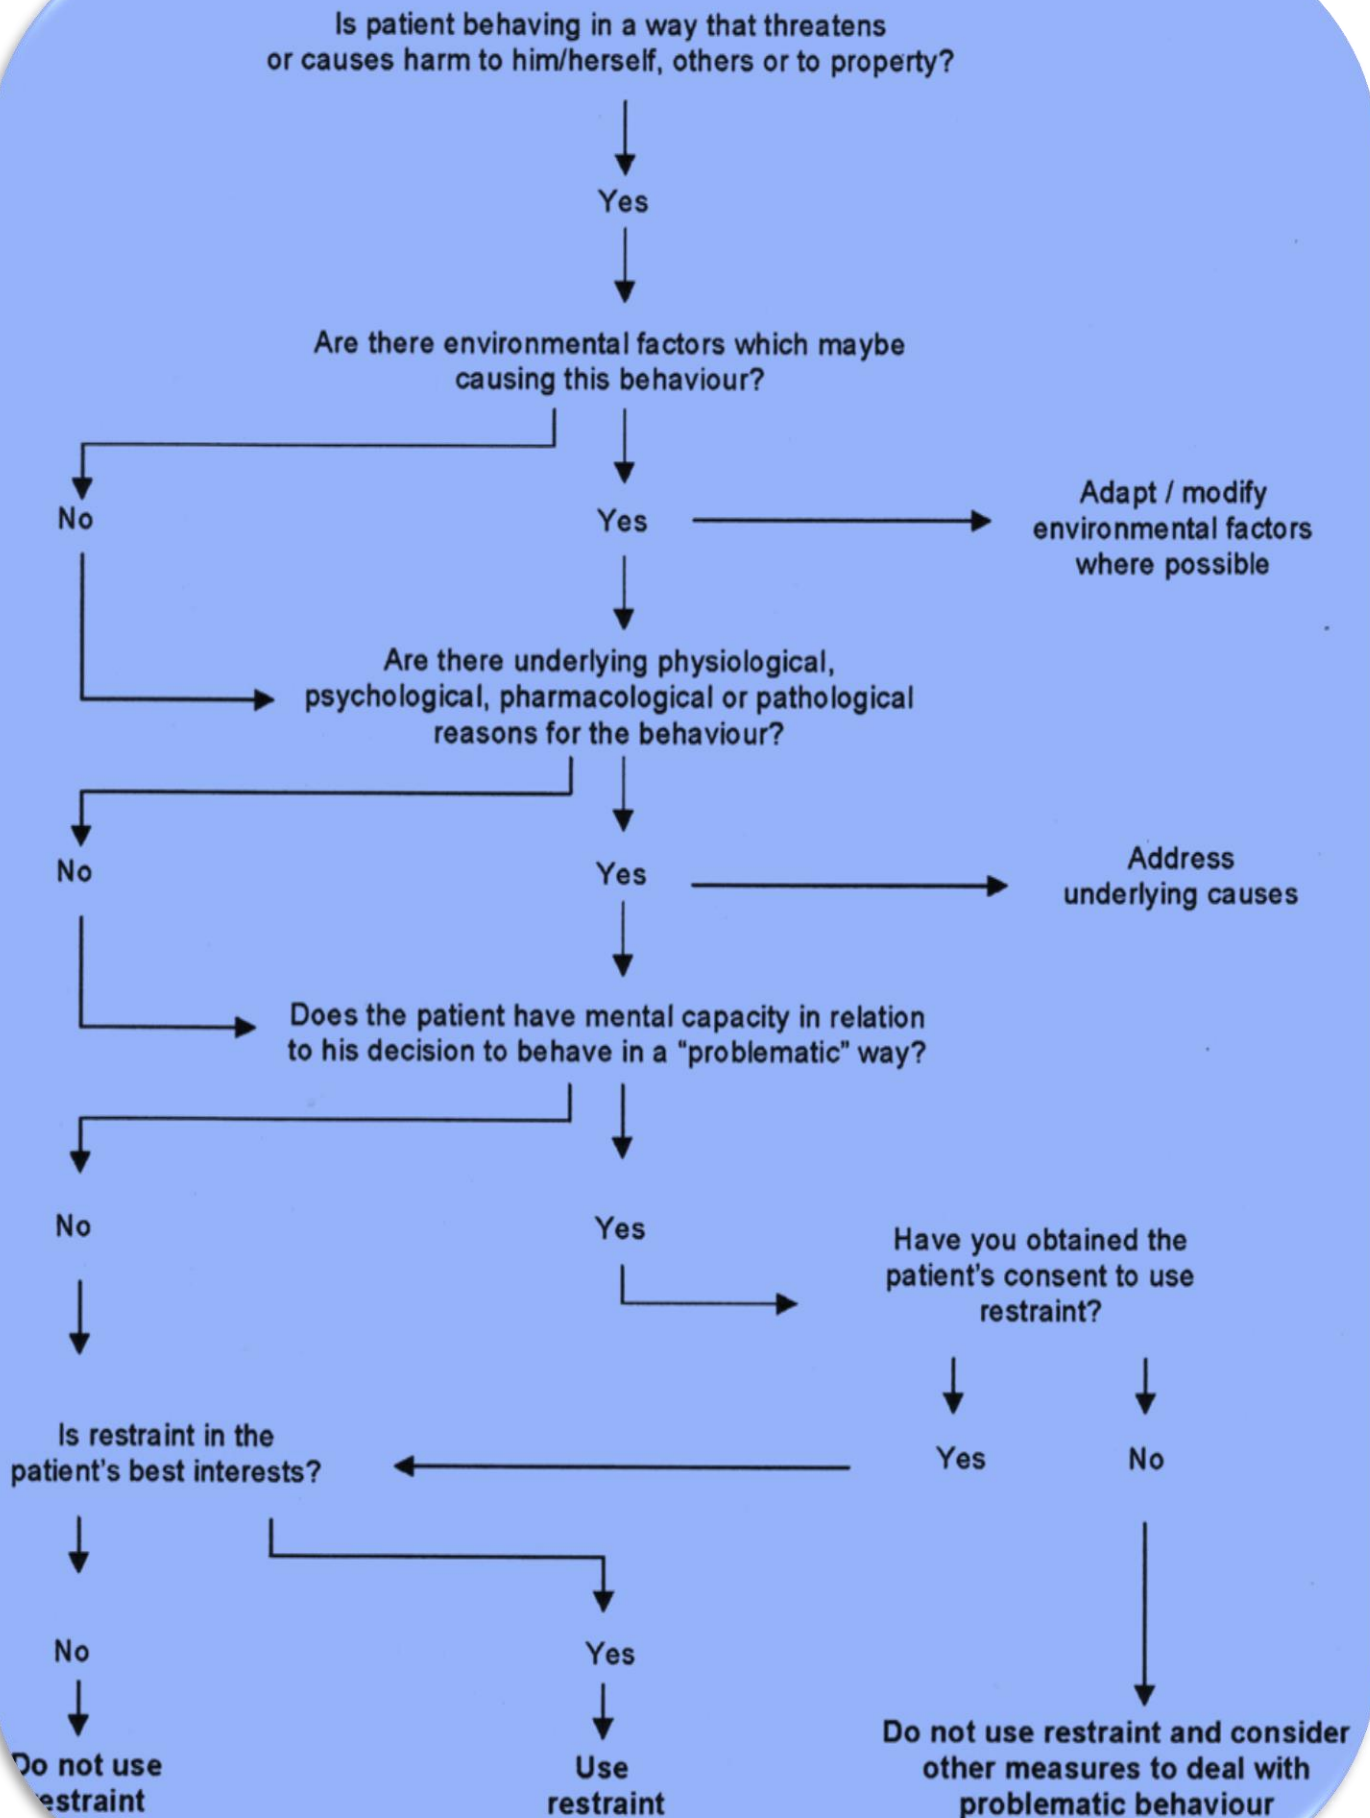 Is patient behaving in a way that threatens
or causes harm to him/herself, others or to property?
Yes
Are there environmental factors which maybe
causing this behaviour?
No
Yes
Adapt / modify
environmental factors
where possible
Are there underlying physiological,
psychological, pharmacological or pathological
reasons for the behaviour?
No
Yes
Address
underlying causes
Does the patient have mental capacity in relation
to his decision to behave in a “problematic” way?
No
Yes
Have you obtained the
patient's consent to use
restraint?
Yes
No
Is restraint in the
patient's best interests?
No
Yes
Do not use
restraint
Use
restraint
Do not use restraint and consider
other measures to deal with
problematic behaviour